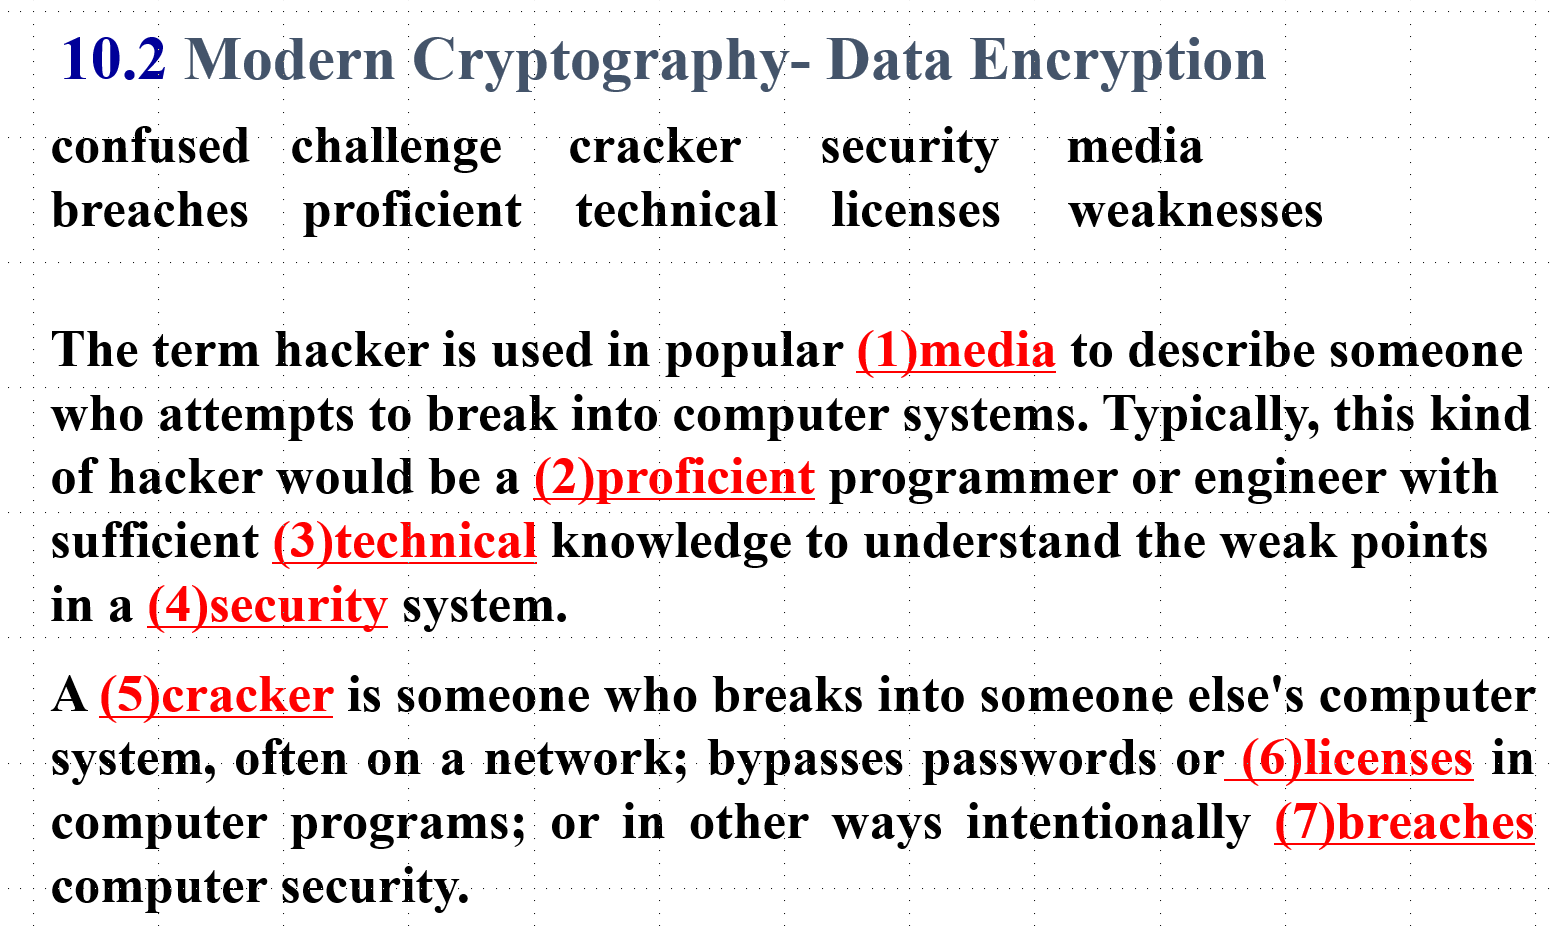 10.2 Modern Cryptography- Data Encryption
confused challenge cracker security media
breaches proficient technical licenses weaknesses
The term hacker is used in popular (1)media to describe someone
who attempts to break into computer systems. Typically, this kind
of hacker would be a (2)proficient programmer or engineer with
sufficient (3)technical knowledge to understand the weak points
in a (4)security system.
A (5)cracker is someone who breaks into someone else's computer
system, often on a network; bypasses passwords or (6)licenses in
computer programs; or in other ways intentionally (7)breaches
computer security.